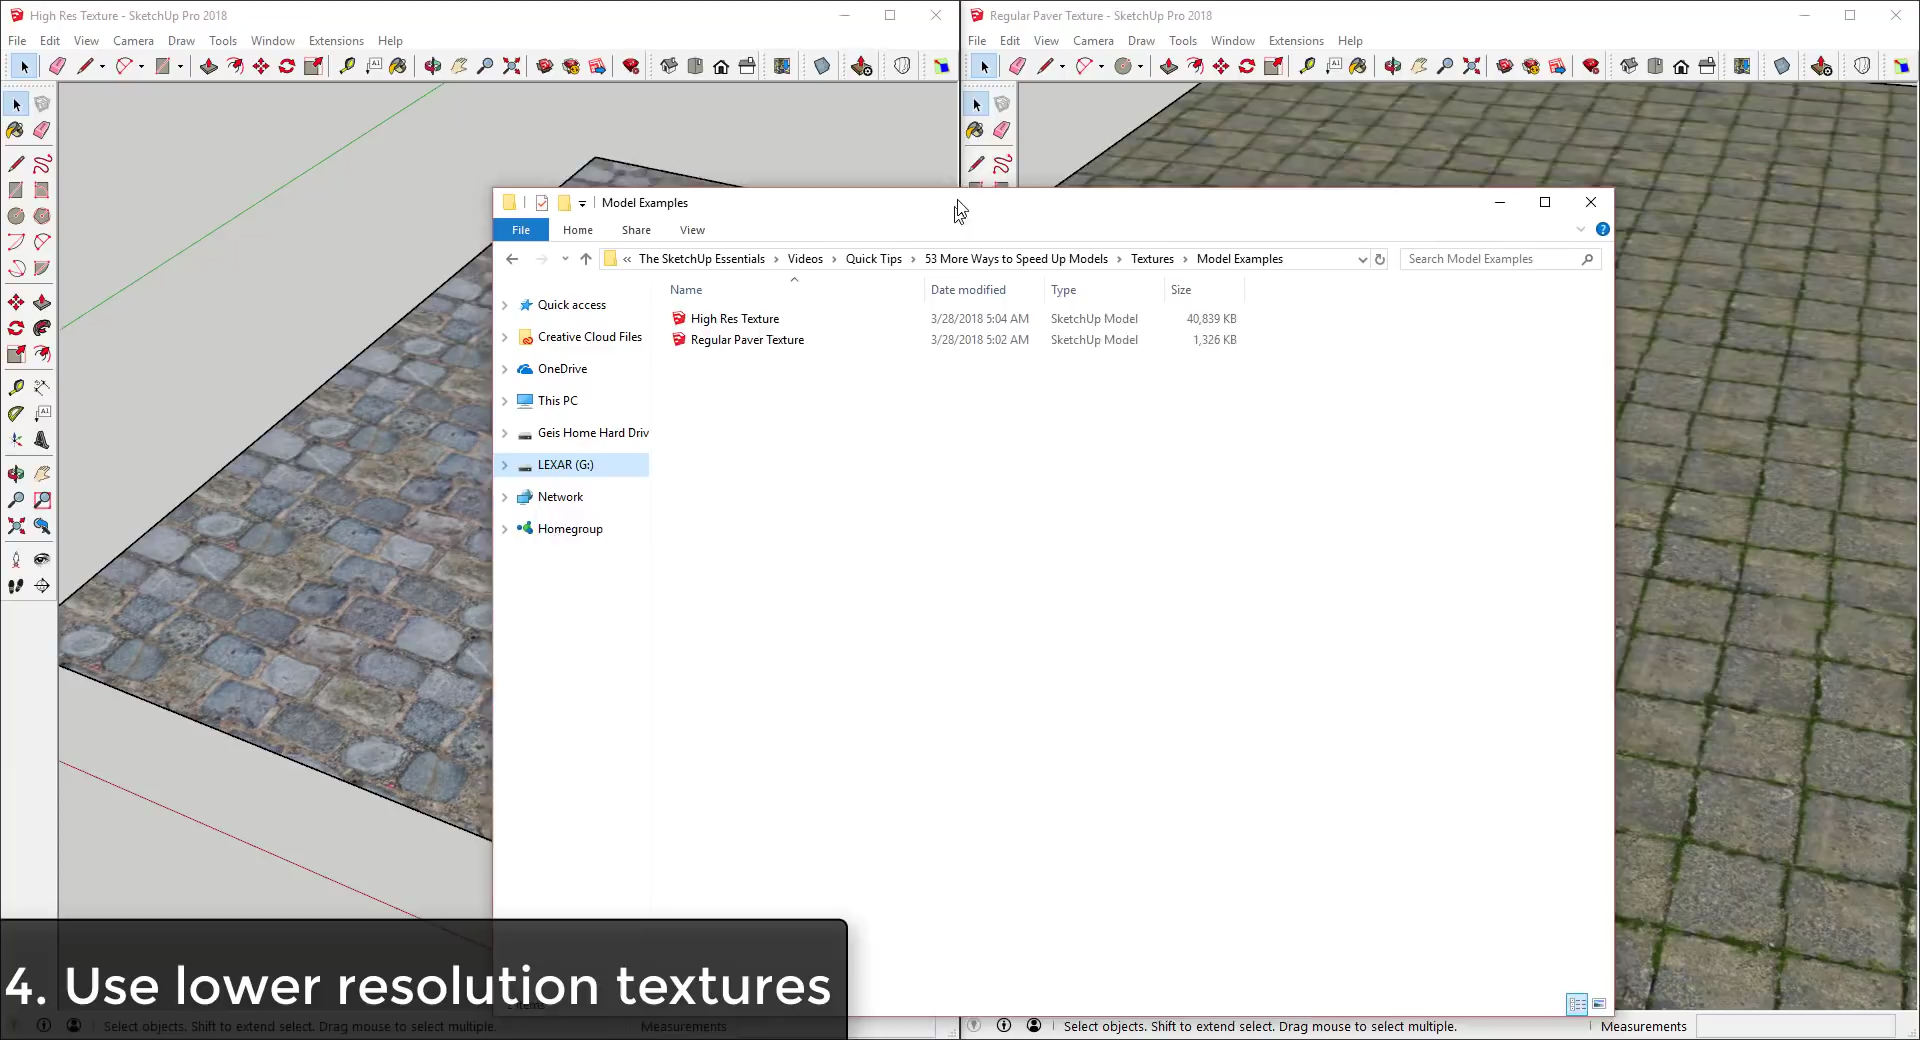 High Res Texture - SketchUp Pro 2018
File Edit View Camera Draw Tools Window Extensions Help
Regular Paver Texture - SketchUp Pro 2018
File Edit View Camera Draw Tools Window Extensions Help
Model Examples
File Home Share View
« The SketchUp Essentials › Videos › Quick Tips › 53 More Ways to Speed Up Models › Textures › Model Examples
Search Model Examples
Name Date modified Type Size
High Res Texture 3/28/2018 5:04 AM SketchUp Model 40,839 KB
Regular Paver Texture 3/28/2018 5:02 AM SketchUp Model 1,326 KB
Quick access
Creative Cloud Files
OneDrive
This PC
Geis Home Hard Driv
LEXAR (G:)
Network
Homegroup
4. Use lower resolution textures
Select objects. Shift to extend select. Drag mouse to select multiple. Measurements
Select objects. Shift to extend select. Drag mouse to select multiple. Measurements